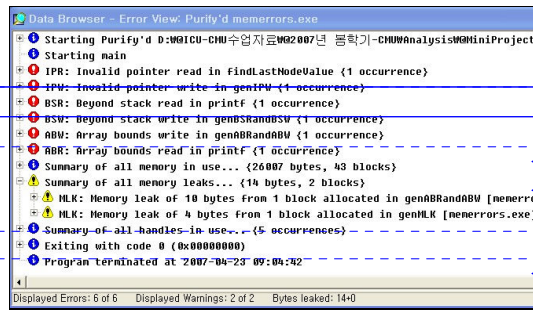 Data Browser - Error View: Purify'd memerrors.exe
Starting Purify'd D:₩@ICU-CMU수업자료₩@2007년 봄학기-CMU₩Analysis₩@MiniProject
Starting main
IPR: Invalid pointer read in findLastNodeValue {1 occurrence}
IPW: Invalid pointer write in genIPW {1 occurrence}
BSR: Beyond stack read in printf {1 occurrence}
BSW: Beyond stack write in genBSRandBSW {1 occurrence}
ABW: Array bounds write in genABRandABW {1 occurrence}
ABR: Array bounds read in printf {1 occurrence}
Summary of all memory in use... {26007 bytes, 43 blocks}
Summary of all memory leaks... {14 bytes, 2 blocks}
MLK: Memory leak of 10 bytes from 1 block allocated in genABRandABW [memerro
MLK: Memory leak of 4 bytes from 1 block allocated in genMLK [memerrors.exe]
Summary of all handles in use... {5 occurrences}
Exiting with code 0 (0x00000000)
Program terminated at 2007-04-23 09:04:42
Displayed Errors: 6 of 6 Displayed Warnings: 2 of 2 Bytes leaked: 14+0